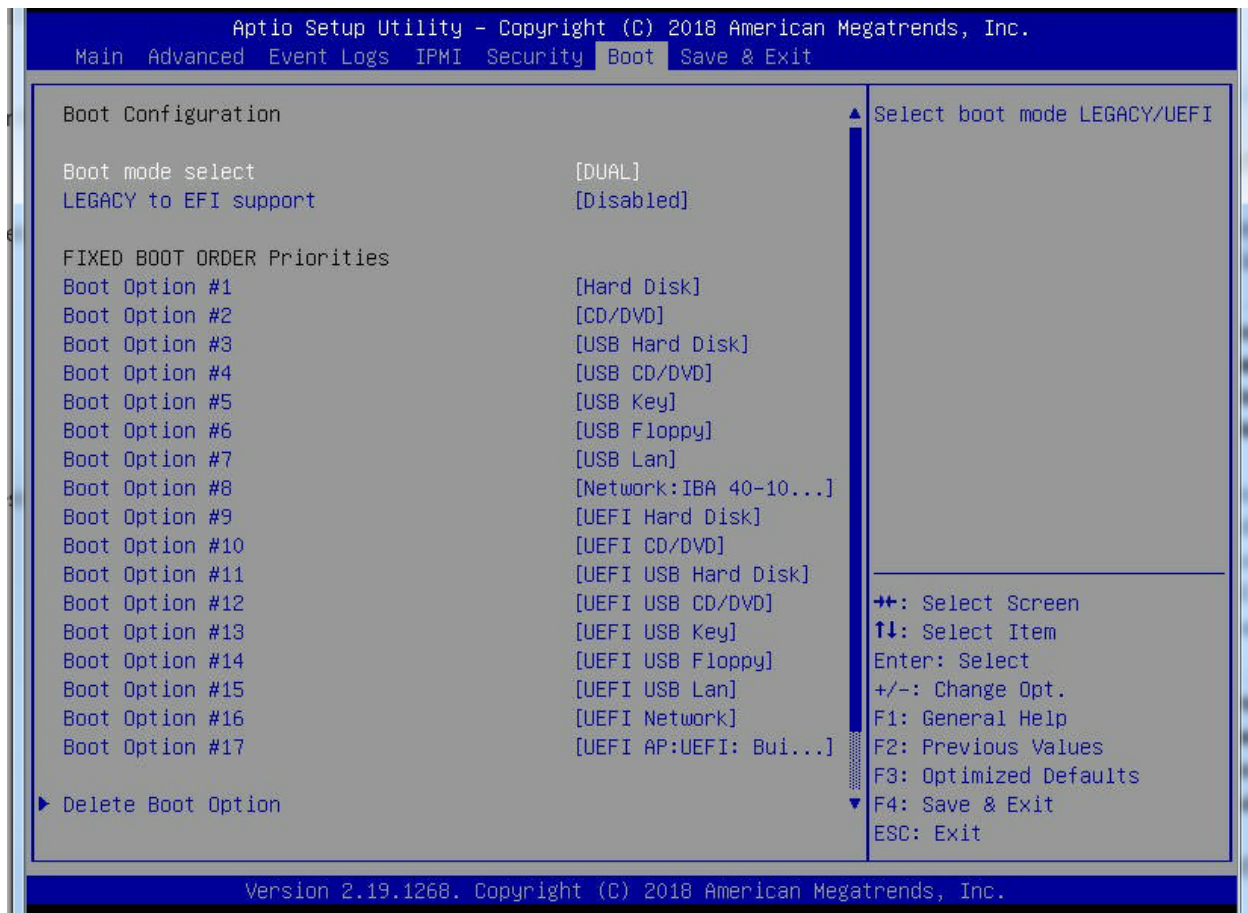 Aptio Setup Utility – Copyright (C) 2018 American Megatrends, Inc.
Main Advanced Event Logs IPMI Security Boot Save & Exit
Boot Configuration
Select boot mode LEGACY/UEFI
Boot mode select [DUAL]
LEGACY to EFI support [Disabled]
FIXED BOOT ORDER Priorities
Boot Option #1 [Hard Disk]
Boot Option #2 [CD/DVD]
Boot Option #3 [USB Hard Disk]
Boot Option #4 [USB CD/DVD]
Boot Option #5 [USB Key]
Boot Option #6 [USB Floppy]
Boot Option #7 [USB Lan]
Boot Option #8 [Network:IBA 40-10...]
Boot Option #9 [UEFI Hard Disk]
Boot Option #10 [UEFI CD/DVD]
Boot Option #11 [UEFI USB Hard Disk]
Boot Option #12 [UEFI USB CD/DVD]
Boot Option #13 [UEFI USB Key]
Boot Option #14 [UEFI USB Floppy]
Boot Option #15 [UEFI USB Lan]
Boot Option #16 [UEFI Network]
Boot Option #17 [UEFI AP:UEFI: Bui...]
Delete Boot Option
→←: Select Screen
↑↓: Select Item
Enter: Select
+/-: Change Opt.
F1: General Help
F2: Previous Values
F3: Optimized Defaults
F4: Save & Exit
ESC: Exit
Version 2.19.1268. Copyright (C) 2018 American Megatrends, Inc.